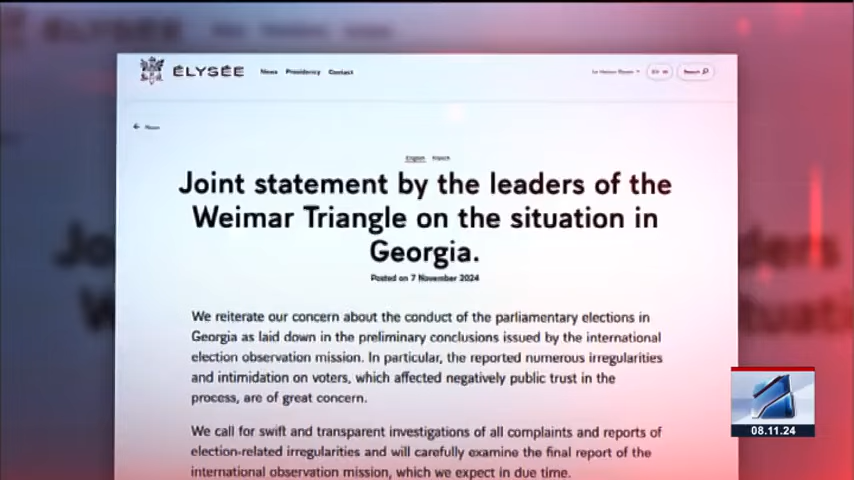 ÉLYSÉE
News Presidency Contact
EN
Search
News
English French
Joint statement by the leaders of the
Weimar Triangle on the situation in
Georgia.
Posted on 7 November 2024
We reiterate our concern about the conduct of the parliamentary elections in
Georgia as laid down in the preliminary conclusions issued by the international
election observation mission. In particular, the reported numerous irregularities
and intimidation on voters, which affected negatively public trust in the
process, are of great concern.
We call for swift and transparent investigations of all complaints and reports of
election-related irregularities and will carefully examine the final report of the
international observation mission, which we expect in due time.
08.11.24